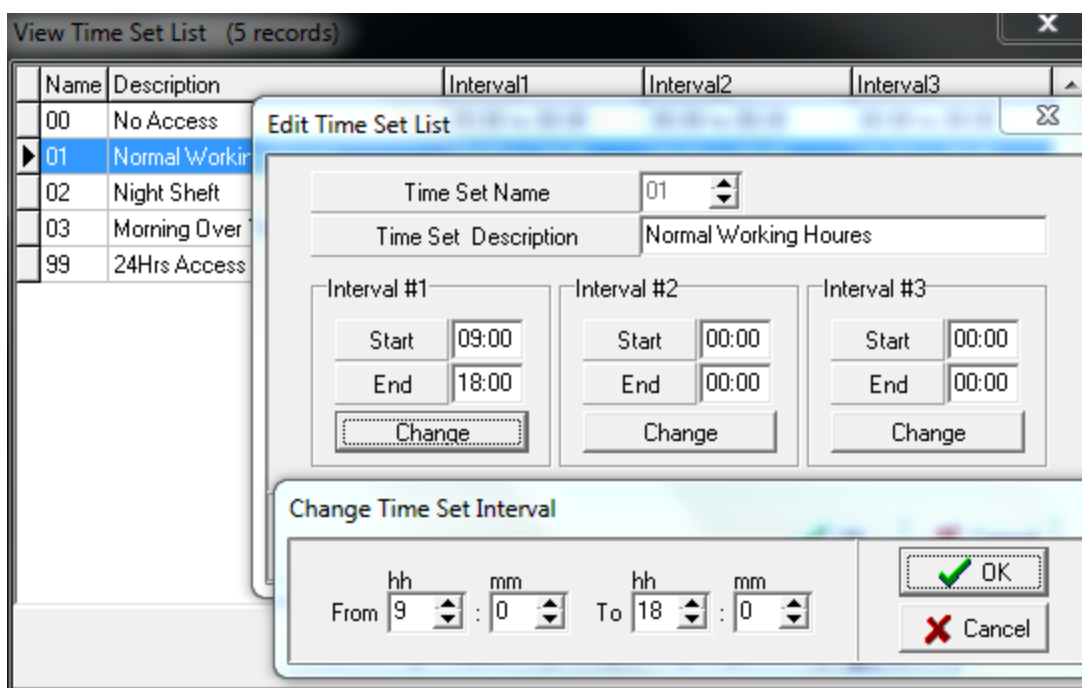 View Time Set List (5 records)
Name Description Interval1 Interval2 Interval3
00 No Access
01 Normal
02 Night Sheft
03 Morning Over
99 24Hrs Access
Edit Time Set List
Time Set Name 01
Time Set Description Normal Working Houres
Interval #1 Interval #2 Interval #3
Start 09:00 Start 00:00 Start 00:00
End 18:00 End 00:00 End 00:00
Change Change Change
Change Time Set Interval
hh mm hh mm
From 9 : 0 To 18 : 0
OK
Cancel